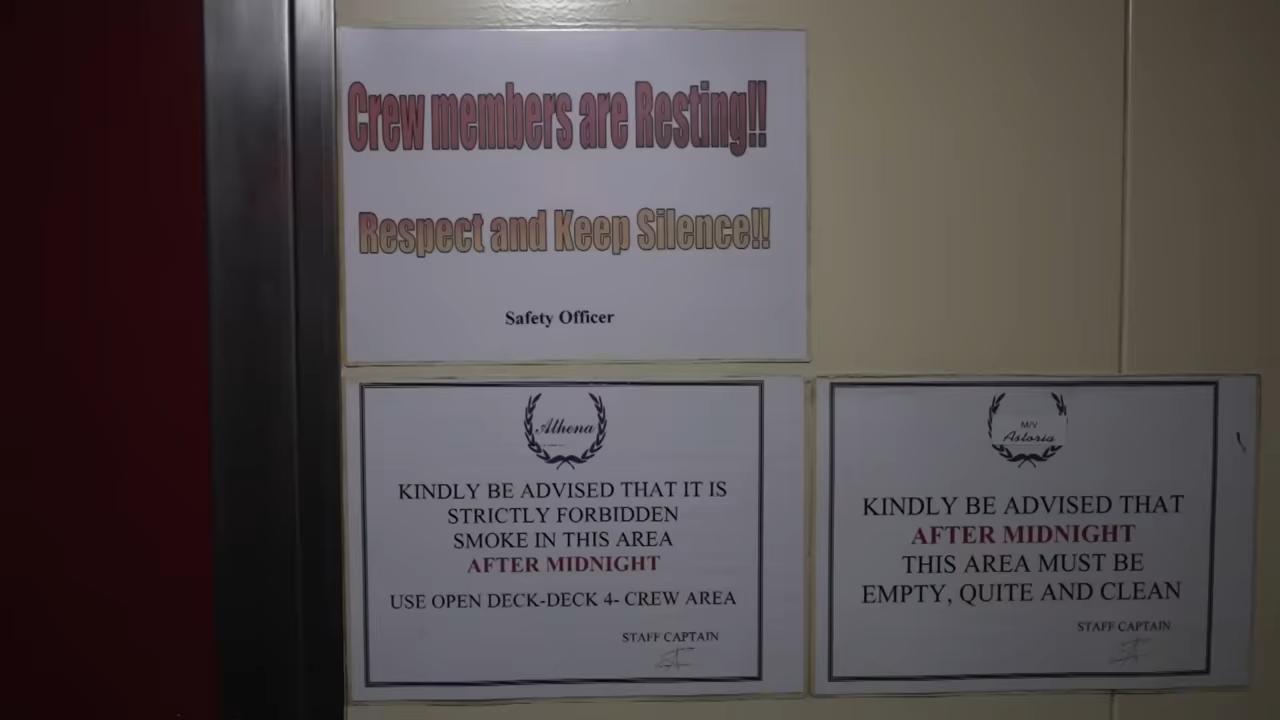 Crew members are Resting!!
Respect and Keep Silence!!
Safety Officer
Athena
KINDLY BE ADVISED THAT IT IS
STRICTLY FORBIDDEN
SMOKE IN THIS AREA
AFTER MIDNIGHT
USE OPEN DECK-DECK 4- CREW AREA
STAFF CAPTAIN
M/V
Astoria
KINDLY BE ADVISED THAT
AFTER MIDNIGHT
THIS AREA MUST BE
EMPTY, QUITE AND CLEAN
STAFF CAPTAIN